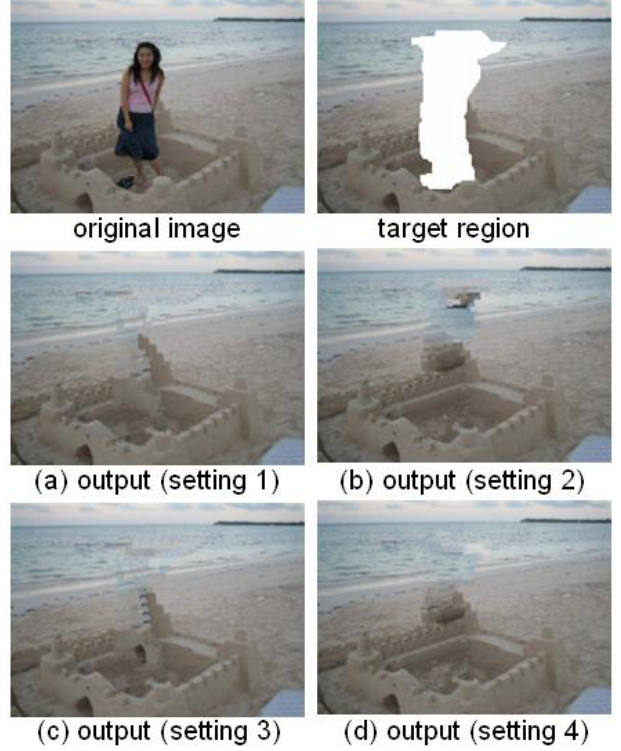 original image
target region
(a) output (setting 1)
(b) output (setting 2)
(c) output (setting 3)
(d) output (setting 4)